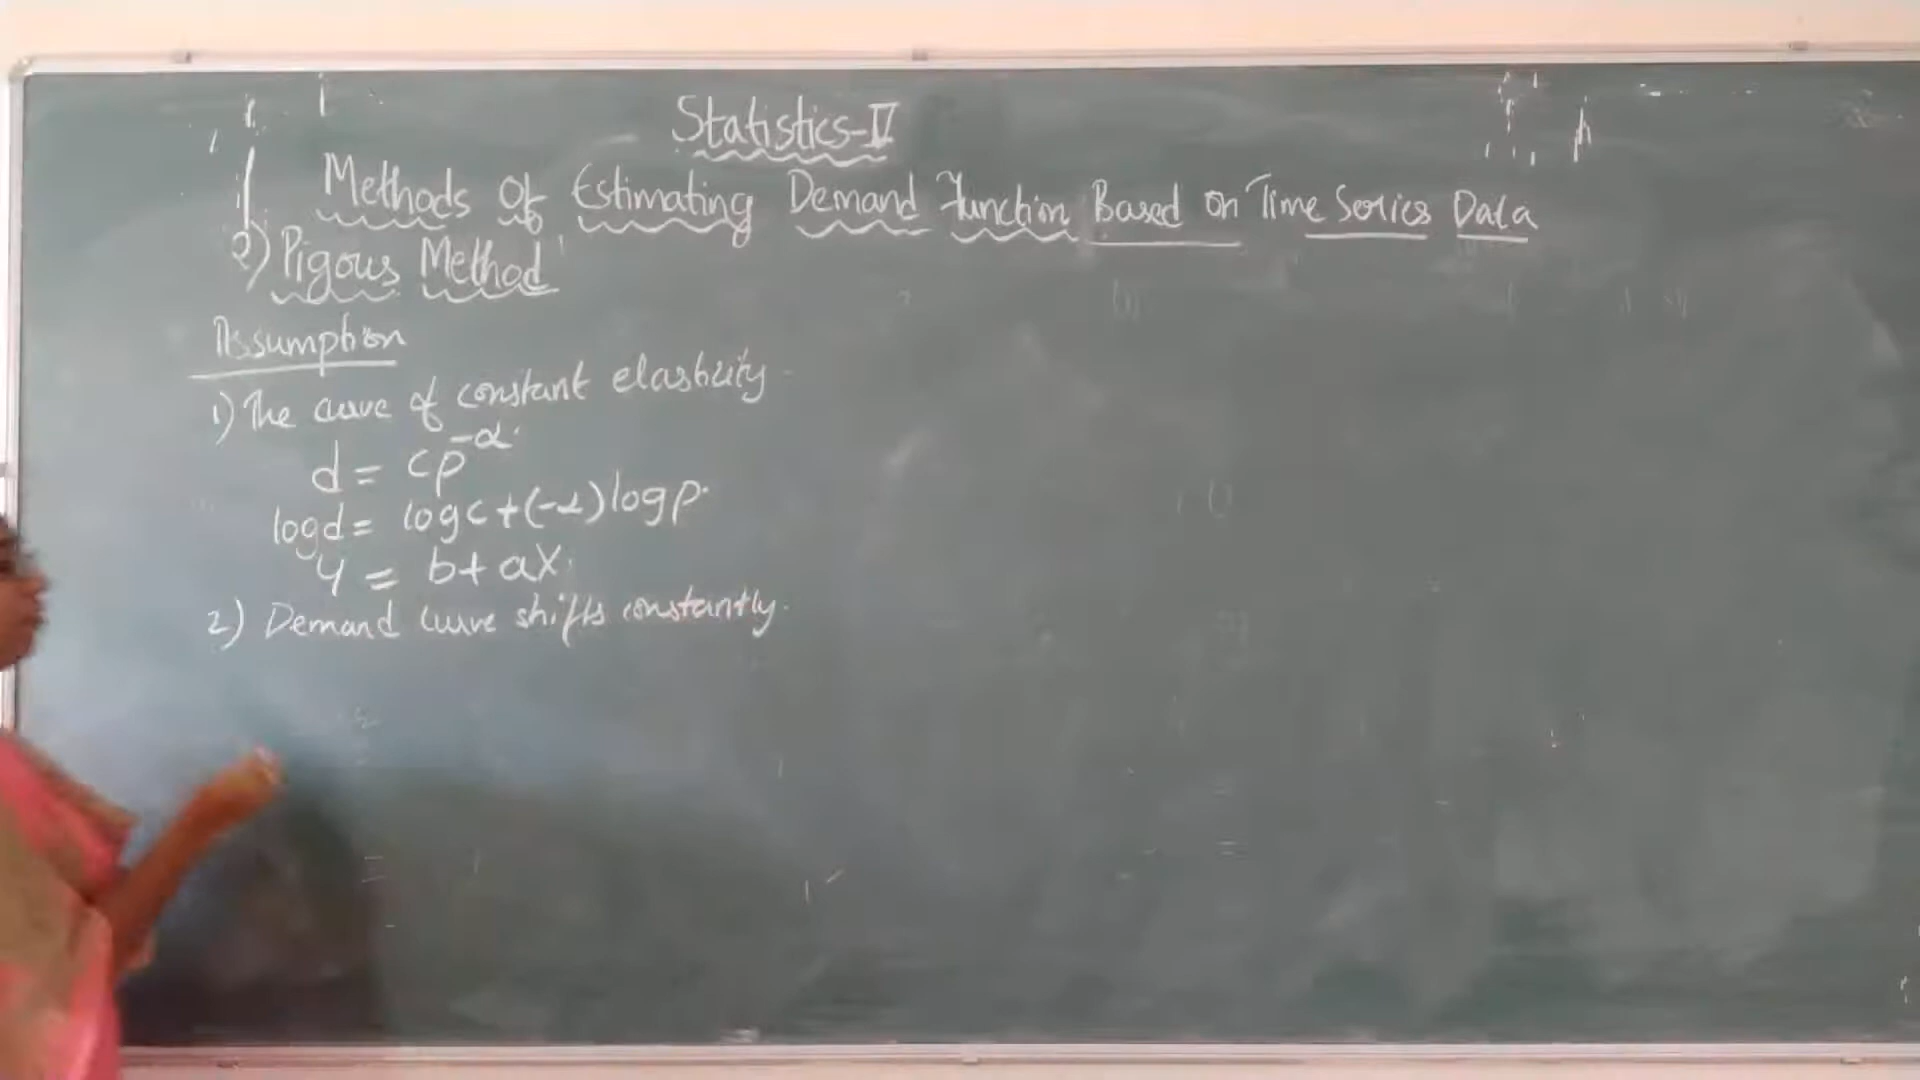 Statistics-IV
Methods Of Estimating Demand Function Based on Time Series Data
2) Pigous Method
Assumption
1) The curve of constant elasticity
d = cp^-α
log d = log c + (-α) log p.
Y = b + aX.
2) Demand curve shifts constantly.